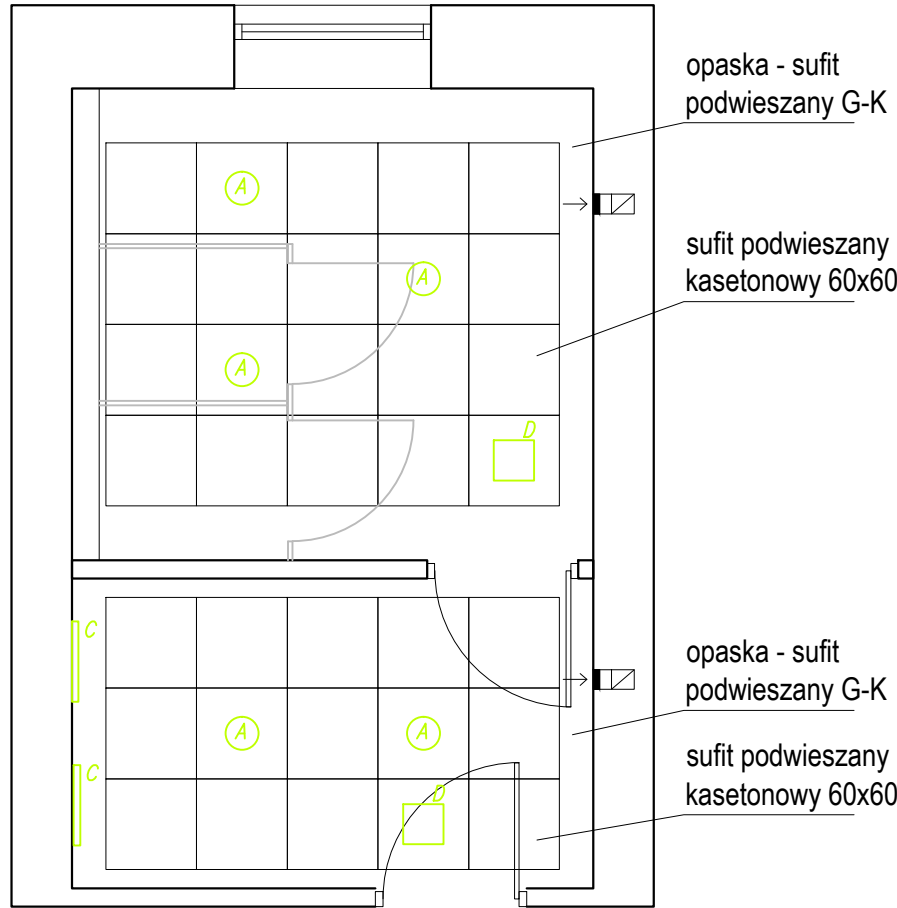 opaska - sufit
podwieszany G-K
A
sufit podwieszany
kasetonowy 60x60
A
A
D
C
opaska - sufit
podwieszany G-K
A
A
sufit podwieszany
kasetonowy 60x60
C
D